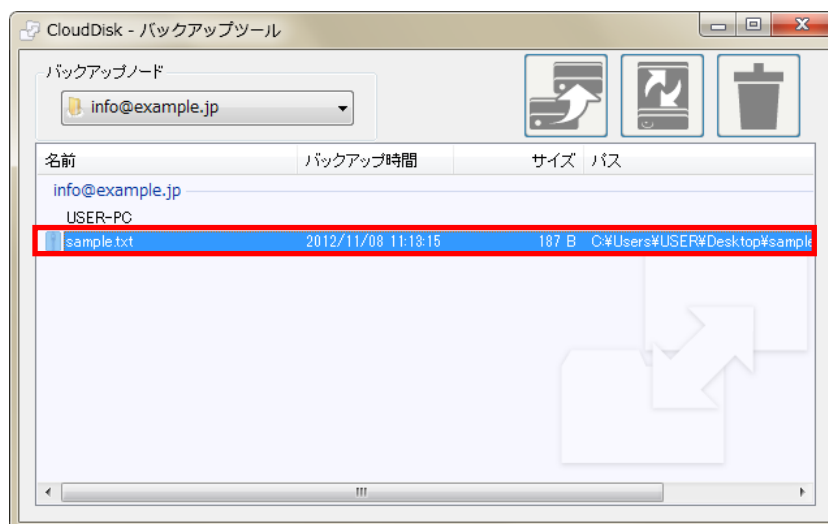 CloudDisk - バックアップツール
バックアップノード
info@example.jp
名前 バックアップ時間 サイズ パス
info@example.jp
USER-PC
sample.txt 2012/11/08 11:13:15 187 B C:¥Users¥USER¥Desktop¥sample